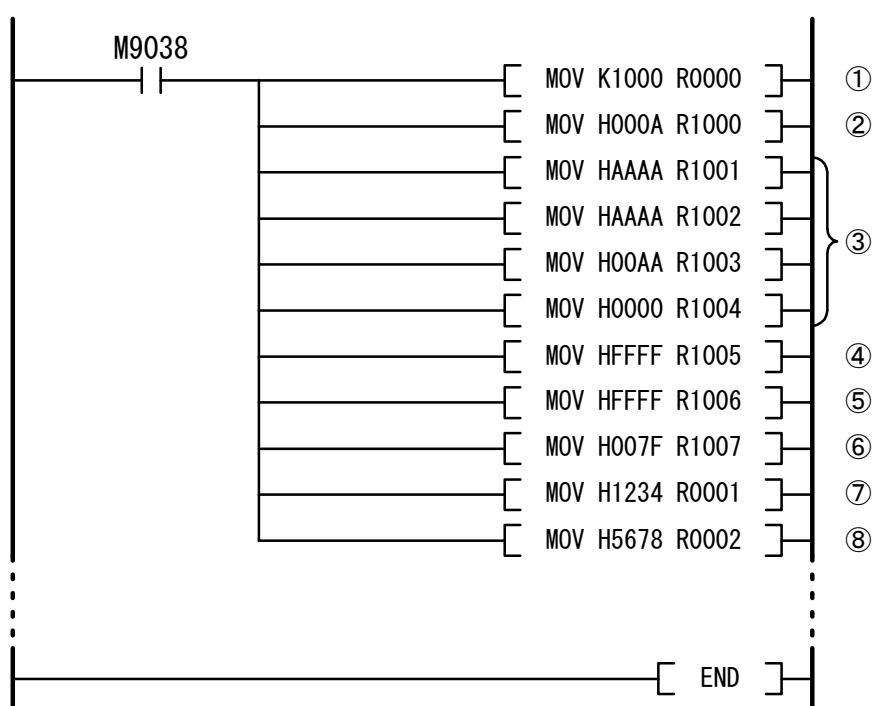 M9038
MOV K1000 R0000 ①
MOV H000A R1000 ②
MOV HAAAA R1001
MOV HAAAA R1002
③
MOV H00AA R1003
MOV H0000 R1004
MOV HFFFF R1005 ④
MOV HFFFF R1006 ⑤
MOV H007F R1007 ⑥
MOV H1234 R0001 ⑦
MOV H5678 R0002 ⑧
END